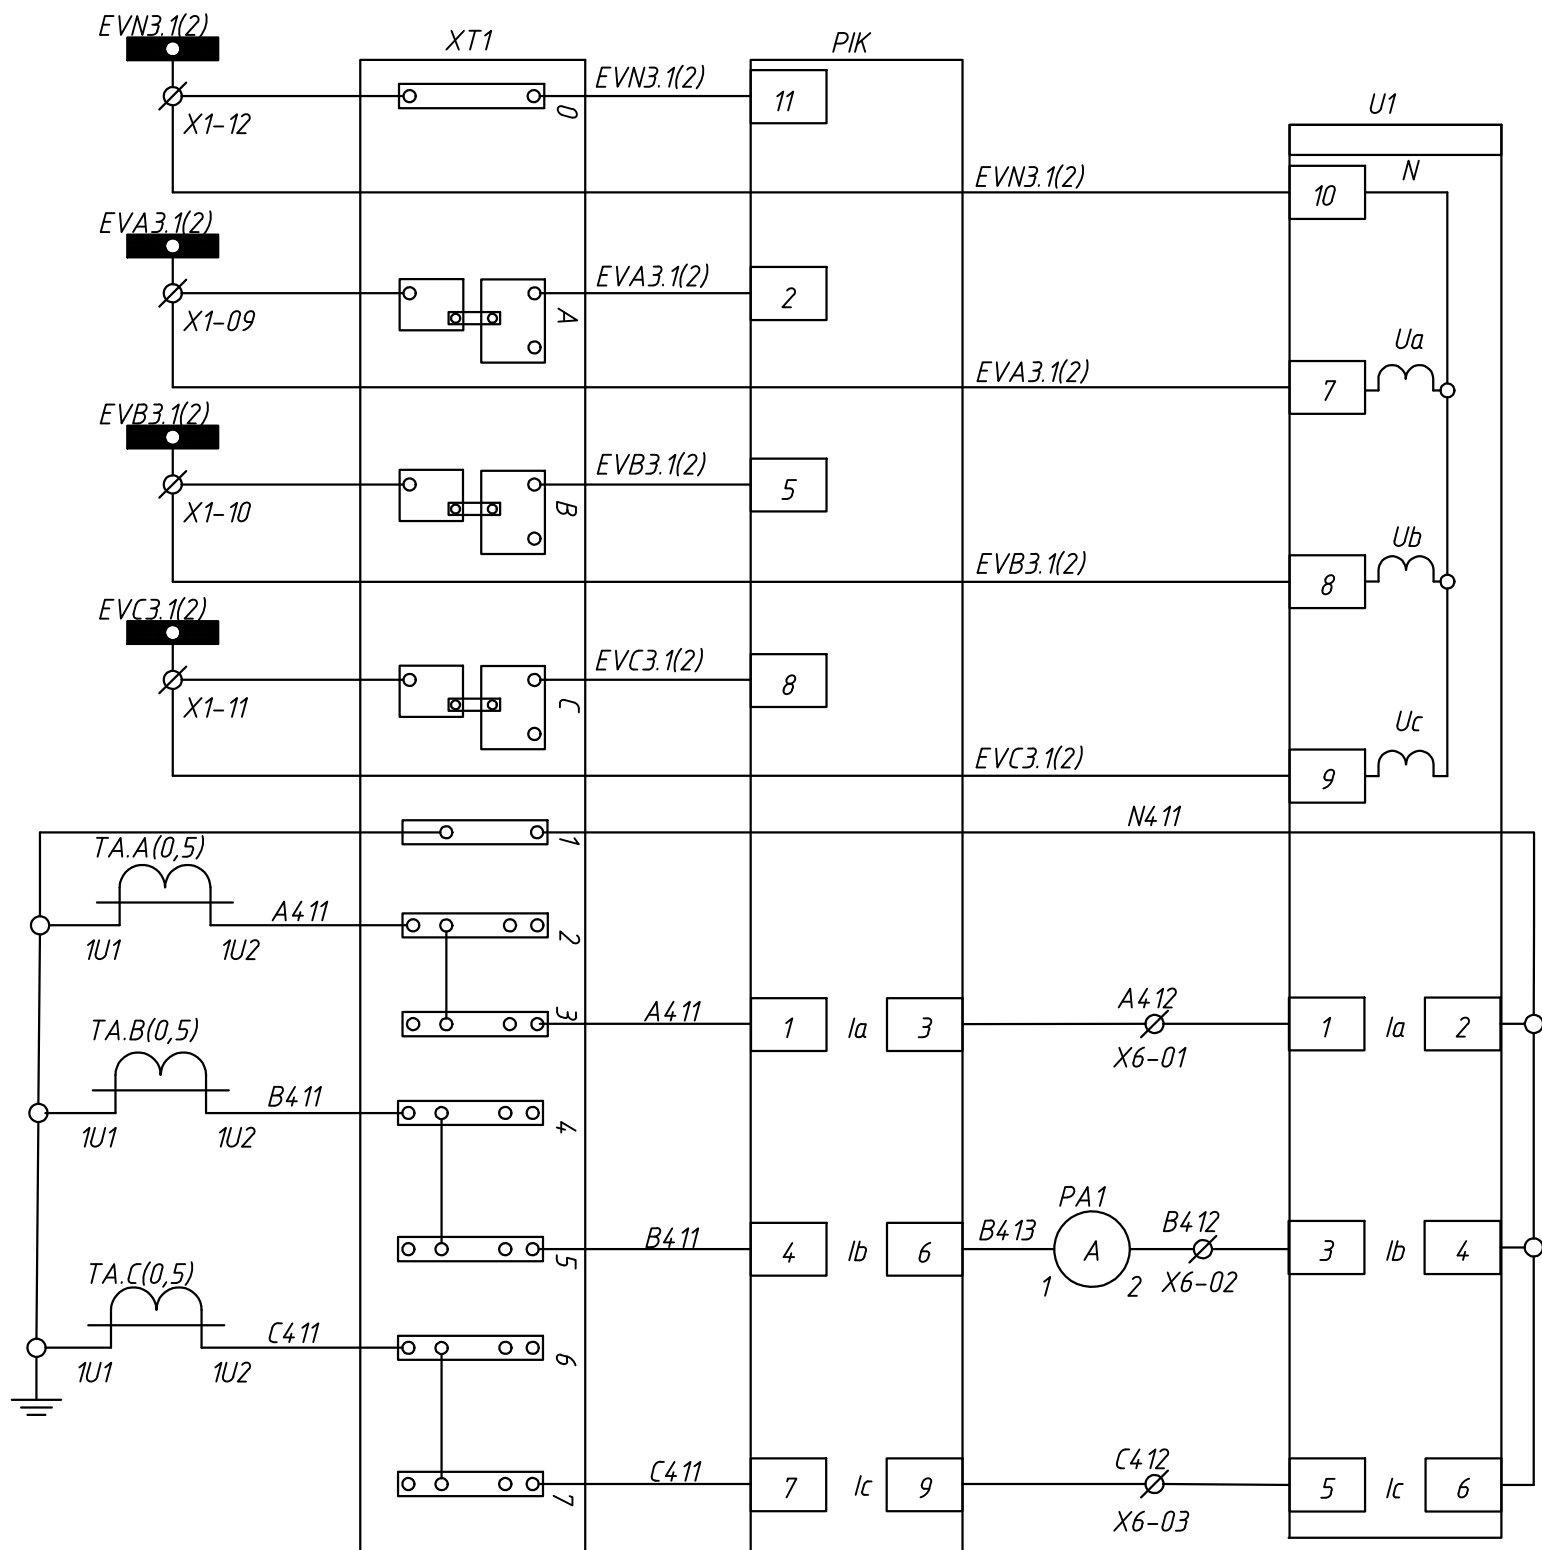 EVN3.1(2)
XT1
PIK
EVN3.1(2)
11
U1
X1-12
0
N
EVN3.1(2)
10
EVA3.1(2)
EVA3.1(2)
2
X1-09
A
Ua
EVA3.1(2)
7
EVB3.1(2)
EVB3.1(2)
5
X1-10
B
Ub
EVB3.1(2)
8
EVC3.1(2)
EVC3.1(2)
8
X1-11
C
Uc
EVC3.1(2)
9
N411
1
TA.A(0,5)
A411
1U1
1U2
2
A412
A411
3
1
Ia
3
1
Ia
2
TA.B(0,5)
X6-01
B411
1U1
1U2
4
PA1
B411
5
4
Ib
6
B413
A
B412
3
Ib
4
1
2
X6-02
TA.C(0,5)
C411
1U1
1U2
6
C412
C411
7
7
Ic
9
5
Ic
6
X6-03